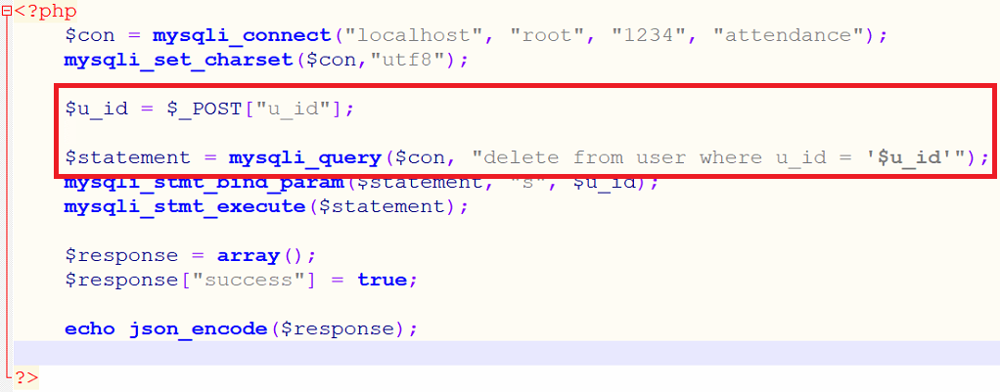 <?php
$con = mysqli_connect("localhost", "root", "1234", "attendance");
mysqli_set_charset($con,"utf8");
$u_id = $_POST["u_id"];
$statement = mysqli_query($con, "delete from user where u_id = '$u_id'");
mysqli_stmt_bind_param($statement, "s", $u_id);
mysqli_stmt_execute($statement);
$response = array();
$response["success"] = true;
echo json_encode($response);
?>